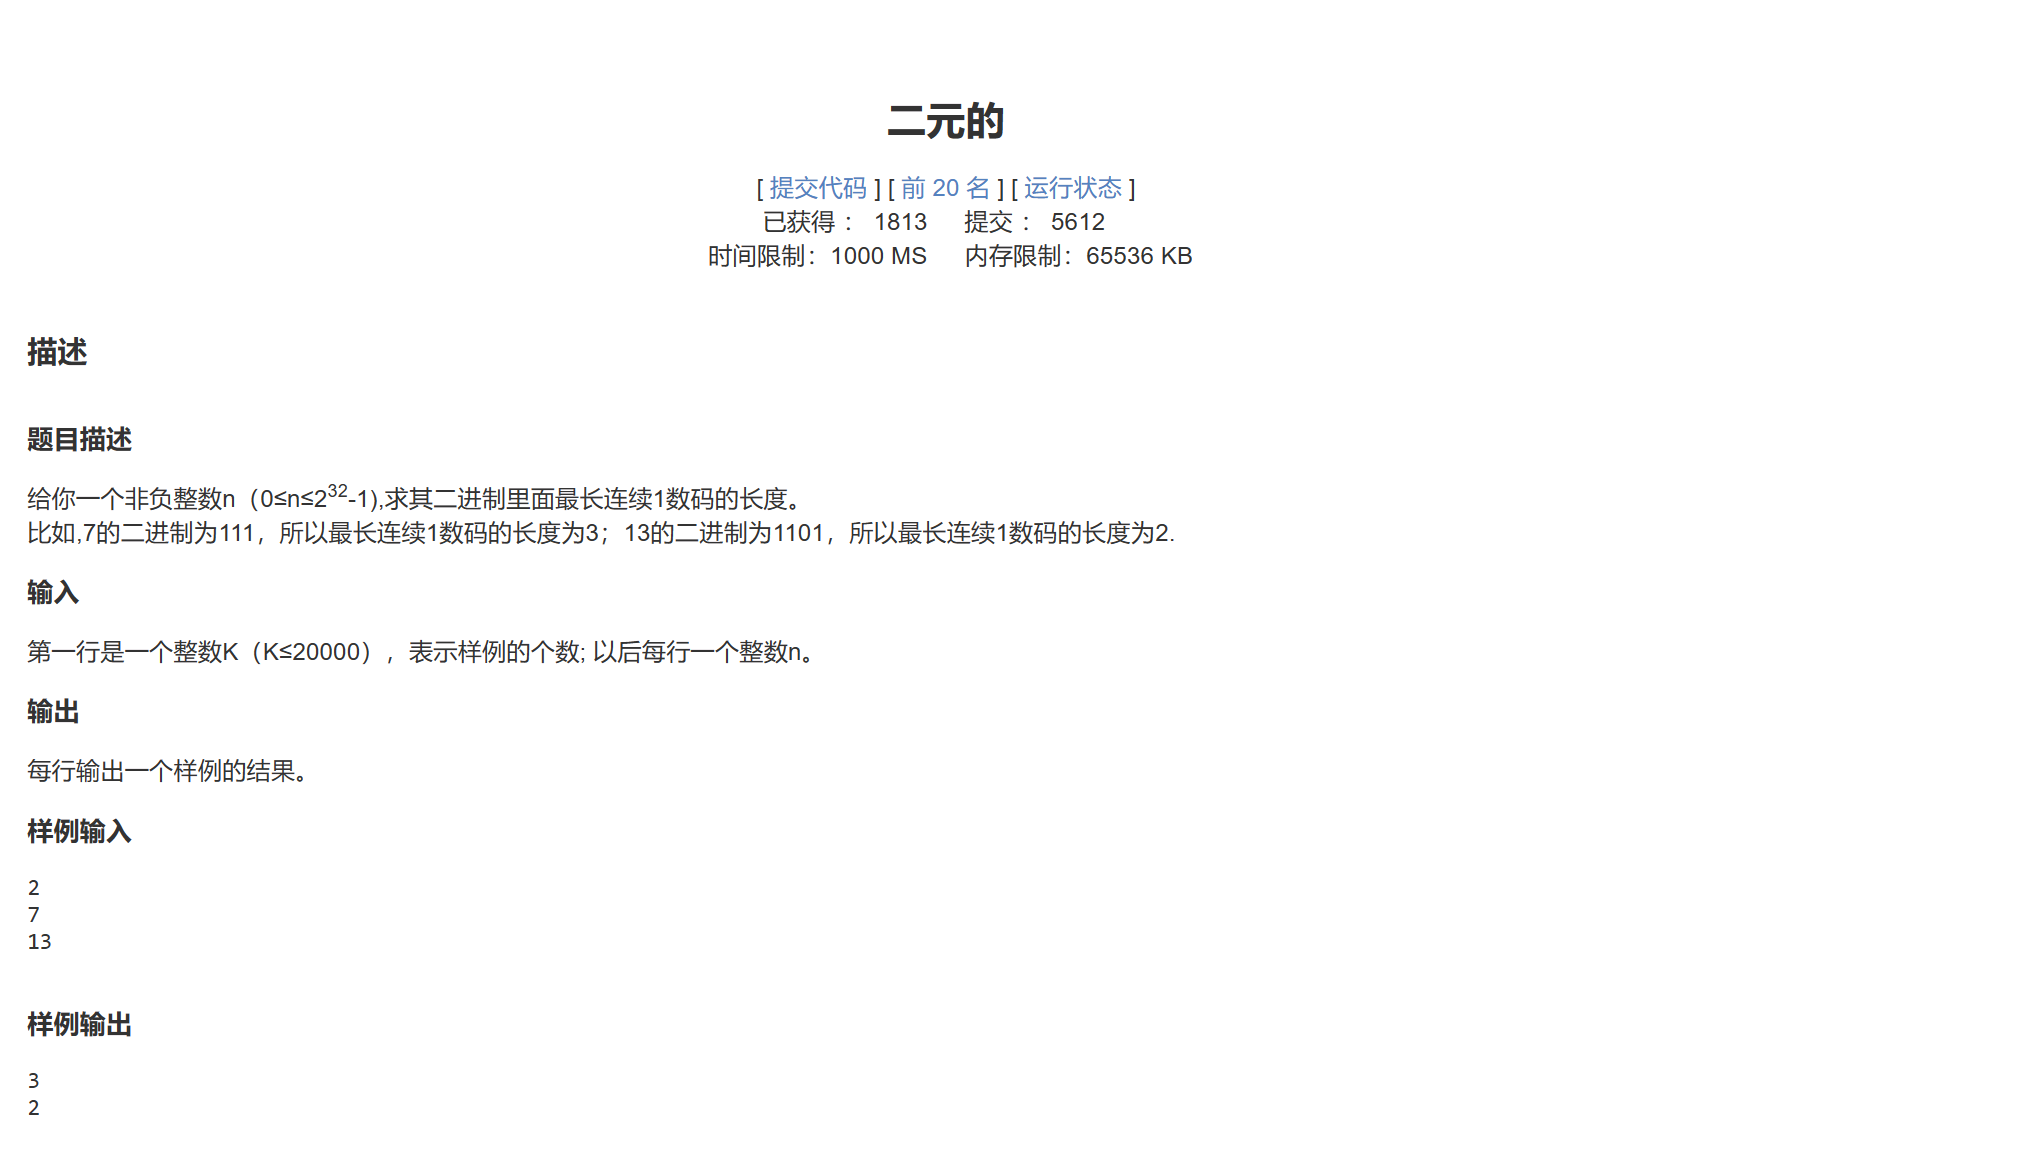 二元的
[ 提交代码 ] [ 前 20 名 ] [ 运行状态 ]
已获得 : 1813 提交 : 5612
时间限制: 1000 MS 内存限制: 65536 KB
描述
题目描述
给你一个非负整数n（0≤n≤2^32-1),求其二进制里面最长连续1数码的长度。
比如,7的二进制为111，所以最长连续1数码的长度为3；13的二进制为1101，所以最长连续1数码的长度为2.
输入
第一行是一个整数K（K≤20000），表示样例的个数; 以后每行一个整数n。
输出
每行输出一个样例的结果。
样例输入
2
7
13
样例输出
3
2